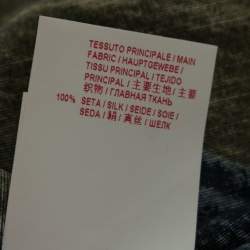 TESSUTO PRINCIPALE / MAIN
FABRIC / HAUPTGEWEBE /
TISSU PRINCIPAL / TEJIDO
PRINCIPAL / 主要生地 / 主要
织物 / ГЛАВНАЯ ТКАНЬ
100% SETA / SILK / SEIDE / SOIE /
SEDA / 絹 / 真丝 / ШЕЛК